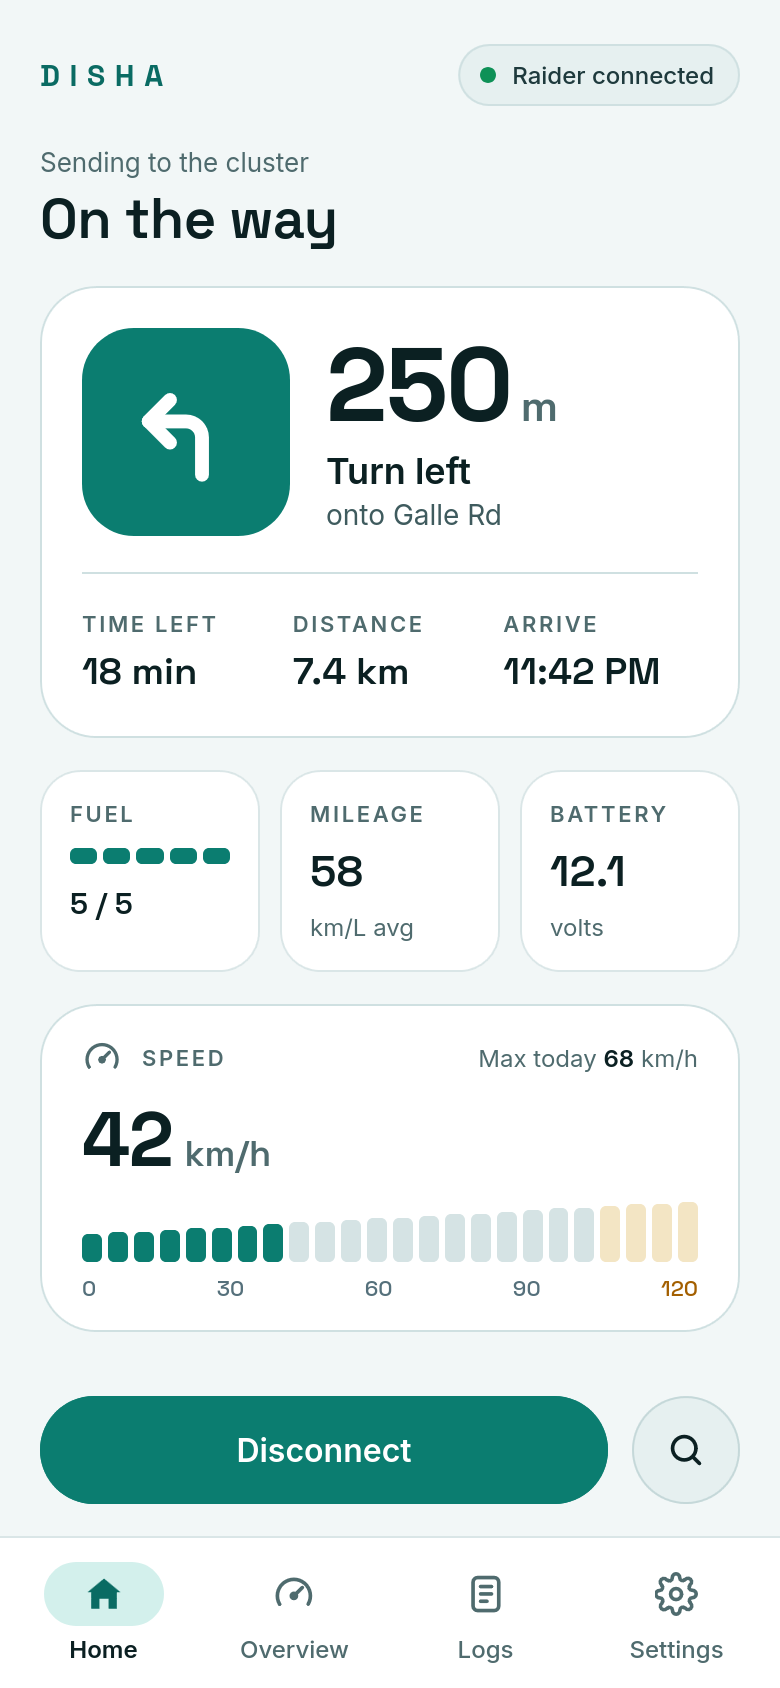 DISHA
Raider connected
Sending to the cluster
On the way
250 m
Turn left
onto Galle Rd
TIME LEFT DISTANCE ARRIVE
18 min 7.4 km 11:42 PM
FUEL MILEAGE BATTERY
5 / 5 58 12.1
km/L avg volts
SPEED Max today 68 km/h
42 km/h
0 30 60 90 120
Disconnect
Home Overview Logs Settings